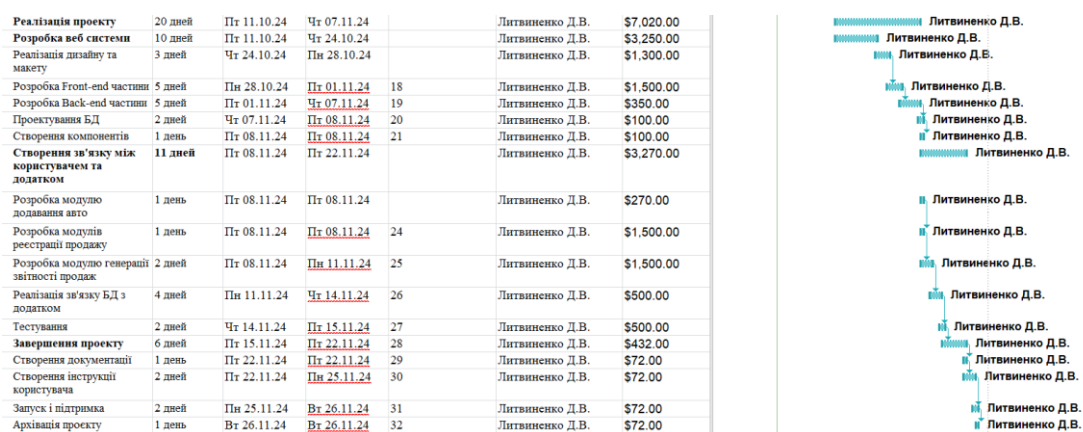 Реалізація проекту 20 дней Пт 11.10.24 Чт 07.11.24 Литвиненко Д.В. $7,020.00 Литвиненко Д.В.
Розробка веб системи 10 дней Пт 11.10.24 Чт 24.10.24 Литвиненко Д.В. $3,250.00 Литвиненко Д.В.
Реалізація дизайну та 3 дней Чт 24.10.24 Пн 28.10.24 Литвиненко Д.В. $1,300.00 Литвиненко Д.В.
макету
Розробка Front-end частини 5 дней Пн 28.10.24 Пт 01.11.24 18 Литвиненко Д.В. $1,500.00 Литвиненко Д.В.
Розробка Back-end частини 5 дней Пт 01.11.24 Чт 07.11.24 19 Литвиненко Д.В. $350.00 Литвиненко Д.В.
Проектування БД 2 дней Чт 07.11.24 Пт 08.11.24 20 Литвиненко Д.В. $100.00 Литвиненко Д.В.
Створення компонентів 1 день Пт 08.11.24 Пт 08.11.24 21 Литвиненко Д.В. $100.00 Литвиненко Д.В.
Створення зв'язку між 11 дней Пт 08.11.24 Пт 22.11.24 Литвиненко Д.В. $3,270.00 Литвиненко Д.В.
користувачем та
додатком
Розробка модулю 1 день Пт 08.11.24 Пт 08.11.24 Литвиненко Д.В. $270.00 Литвиненко Д.В.
додавання авто
Розробка модулів 1 день Пт 08.11.24 Пт 08.11.24 24 Литвиненко Д.В. $1,500.00 Литвиненко Д.В.
реєстрації продажу
Розробка модулю генерації 2 дней Пт 08.11.24 Пн 11.11.24 25 Литвиненко Д.В. $1,500.00 Литвиненко Д.В.
звітності продаж
Реалізація зв'язку БД з 4 дней Пн 11.11.24 Чт 14.11.24 26 Литвиненко Д.В. $500.00 Литвиненко Д.В.
додатком
Тестування 2 дней Чт 14.11.24 Пт 15.11.24 27 Литвиненко Д.В. $500.00 Литвиненко Д.В.
Завершення проекту 6 дней Пт 15.11.24 Пт 22.11.24 28 Литвиненко Д.В. $432.00 Литвиненко Д.В.
Створення документації 1 день Пт 22.11.24 Пт 22.11.24 29 Литвиненко Д.В. $72.00 Литвиненко Д.В.
Створення інструкції 2 дней Пт 22.11.24 Пн 25.11.24 30 Литвиненко Д.В. $72.00 Литвиненко Д.В.
користувача
Запуск і підтримка 2 дней Пн 25.11.24 Вт 26.11.24 31 Литвиненко Д.В. $72.00 Литвиненко Д.В.
Архівація проєкту 1 день Вт 26.11.24 Вт 26.11.24 32 Литвиненко Д.В. $72.00 Литвиненко Д.В.